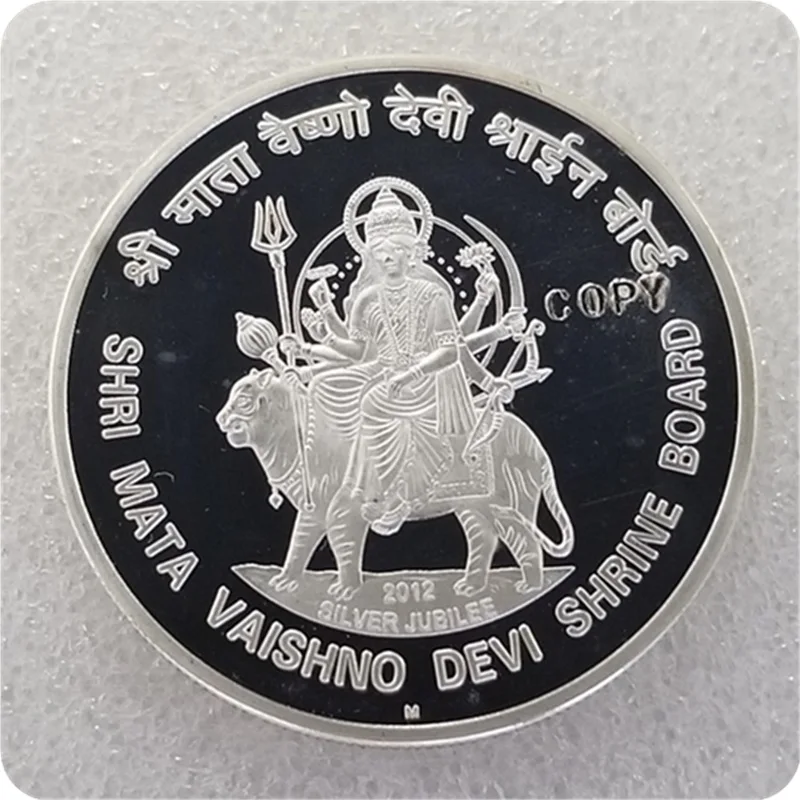 श्री माता वैष्णो देवी श्राईन बोर्ड
COPY
2012
SILVER JUBILEE
SHRI MATA VAISHNO DEVI SHRINE BOARD
M